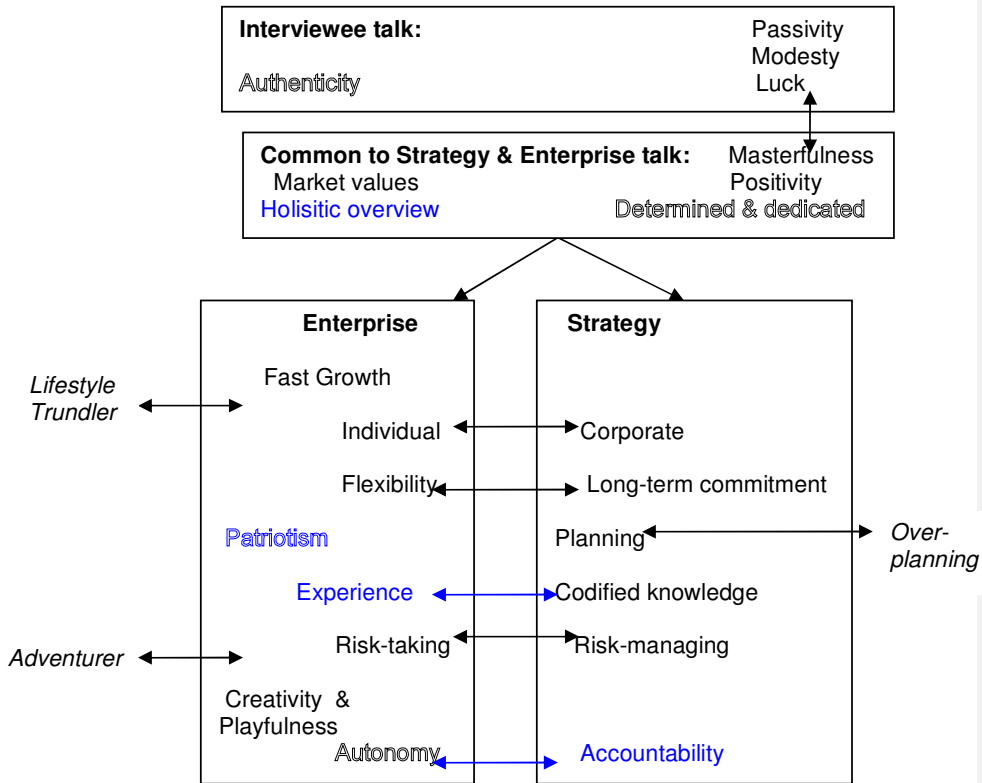 Interviewee talk: Passivity
Modesty
Authenticity Luck
Common to Strategy & Enterprise talk: Masterfulness
Market values Positivity
Holisitic overview Determined & dedicated
Enterprise Strategy
Fast Growth
Lifestyle
Trundler
Individual Corporate
Flexibility Long-term commitment
Patriotism Planning Over-
planning
Experience Codified knowledge
Risk-taking Risk-managing
Adventurer
Creativity &
Playfulness
Autonomy Accountability